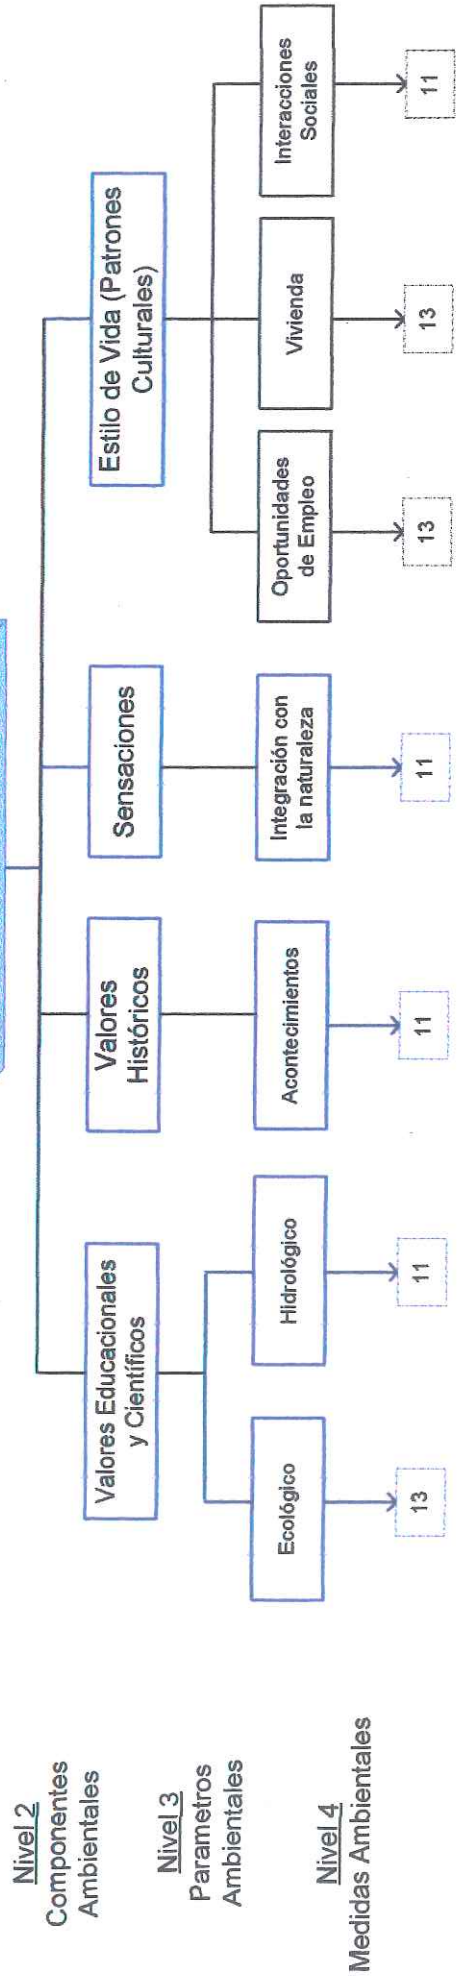 Nivel 2
Componentes
Ambientales
Valores Educacionales
y Científicos
Valores
Históricos
Sensaciones
Estilo de Vida (Patrones
Culturales)
Nivel 3
Parametros
Ambientales
Ecológico
Hidrológico
Acontecimientos
Integración con
la naturaleza
Oportunidades
de Empleo
Vivienda
Interacciones
Sociales
Nivel 4
Medidas Ambientales
13
11
11
11
13
13
11